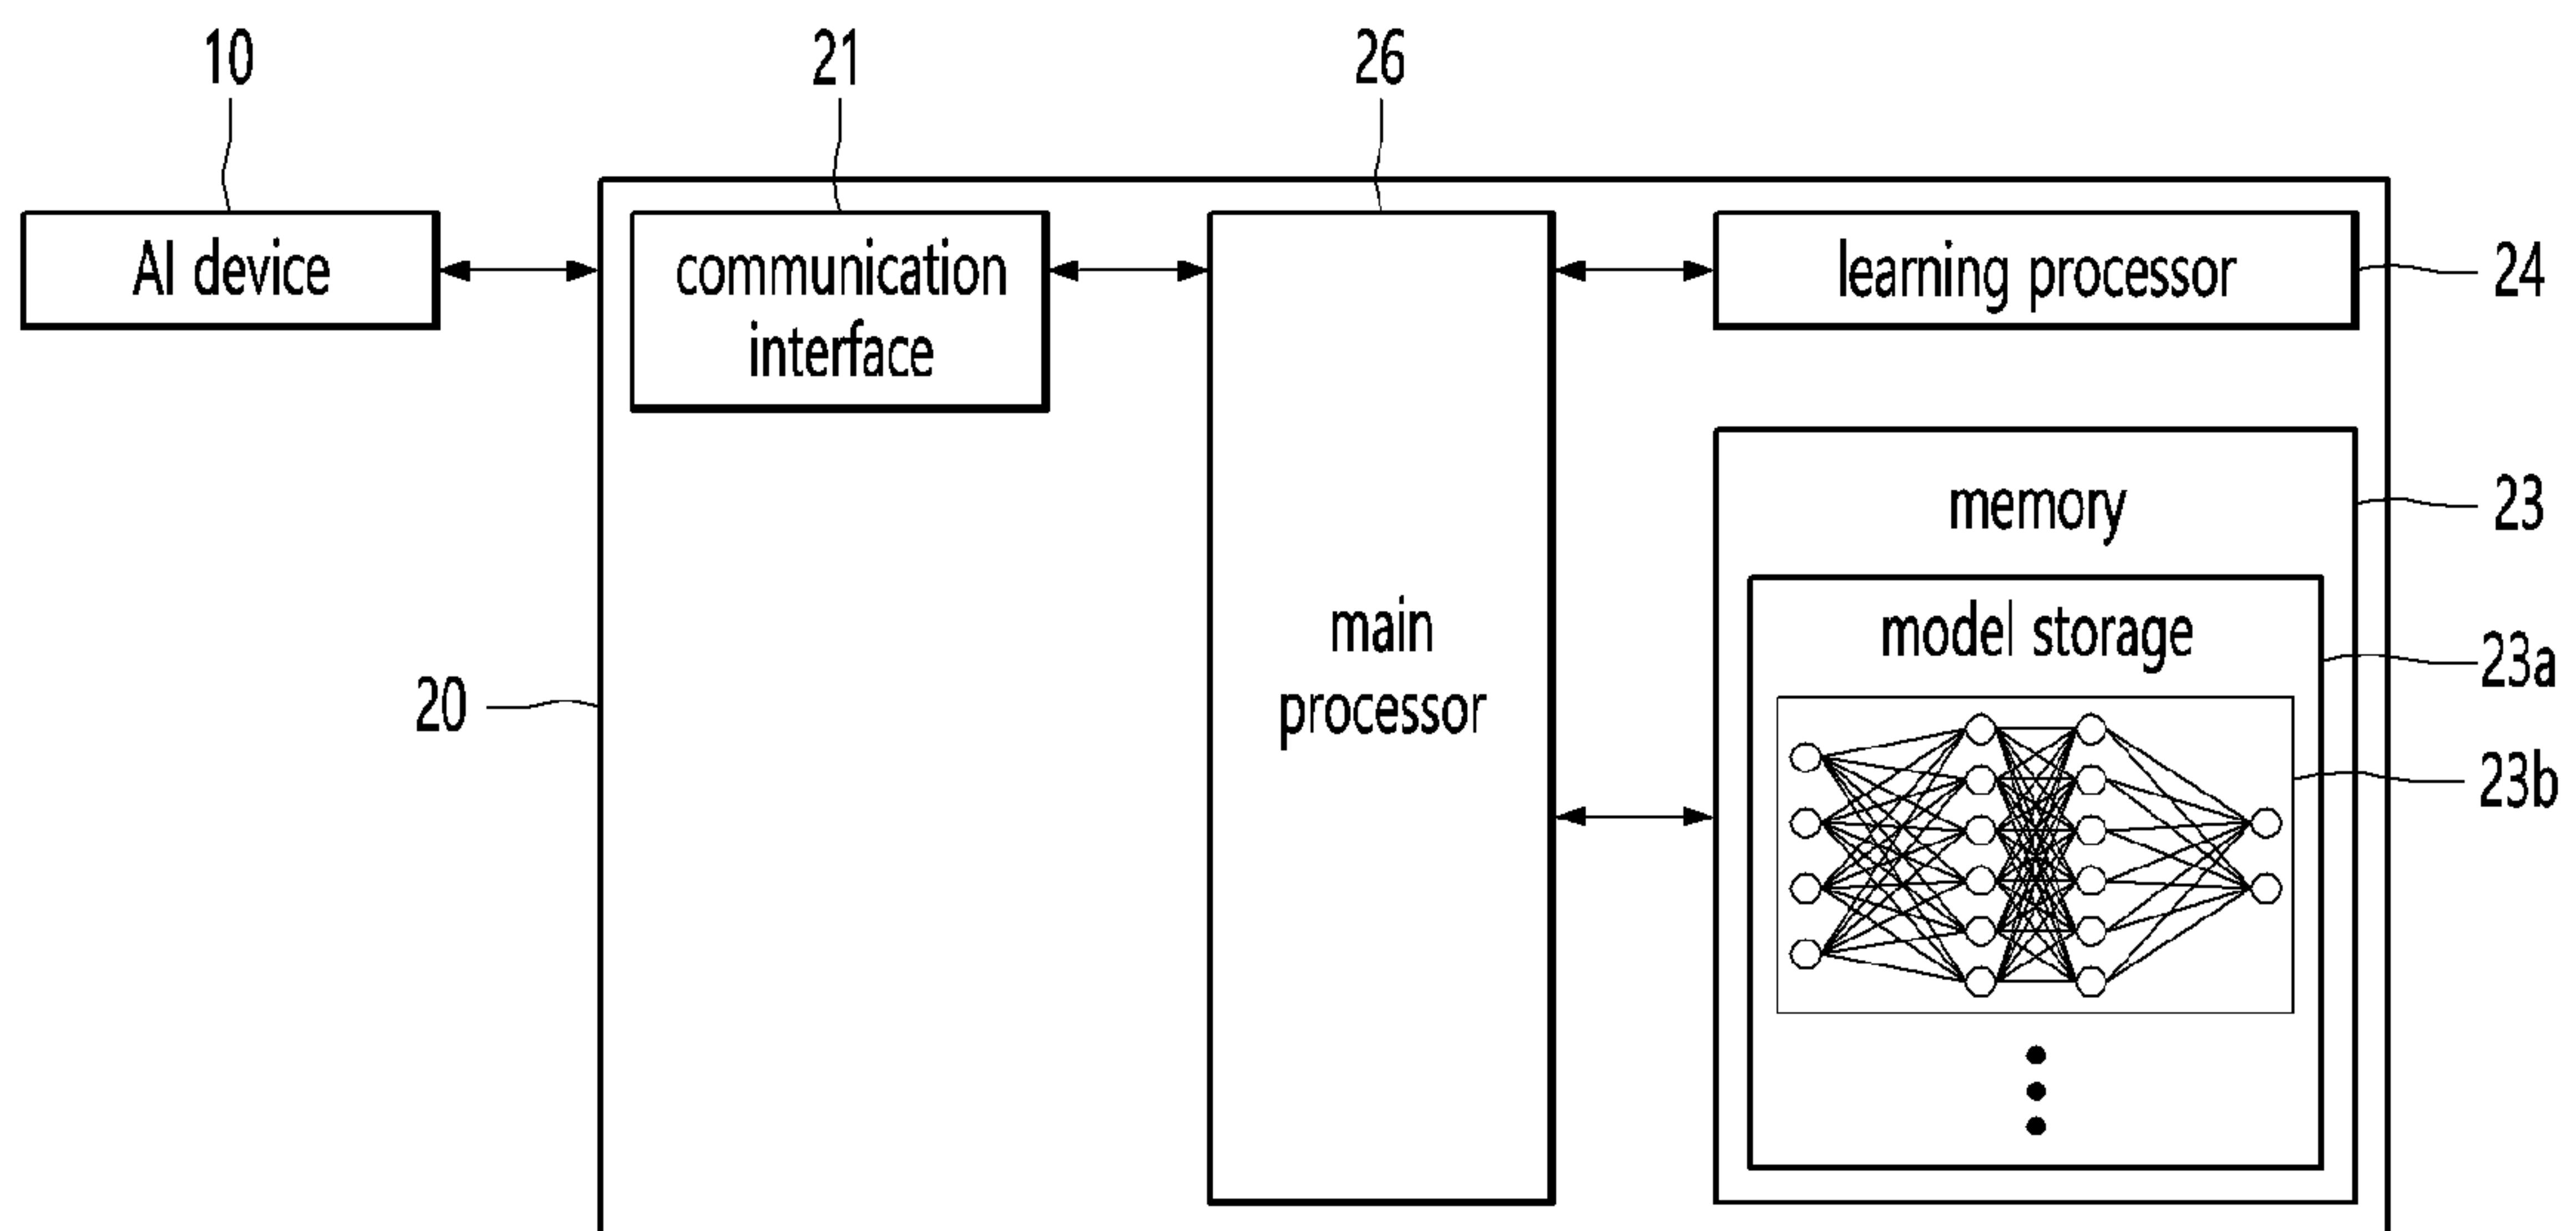 10
21
26
AI device
communication
interface
learning processor
24
memory
23
main
processor
model storage
23a
20
23b